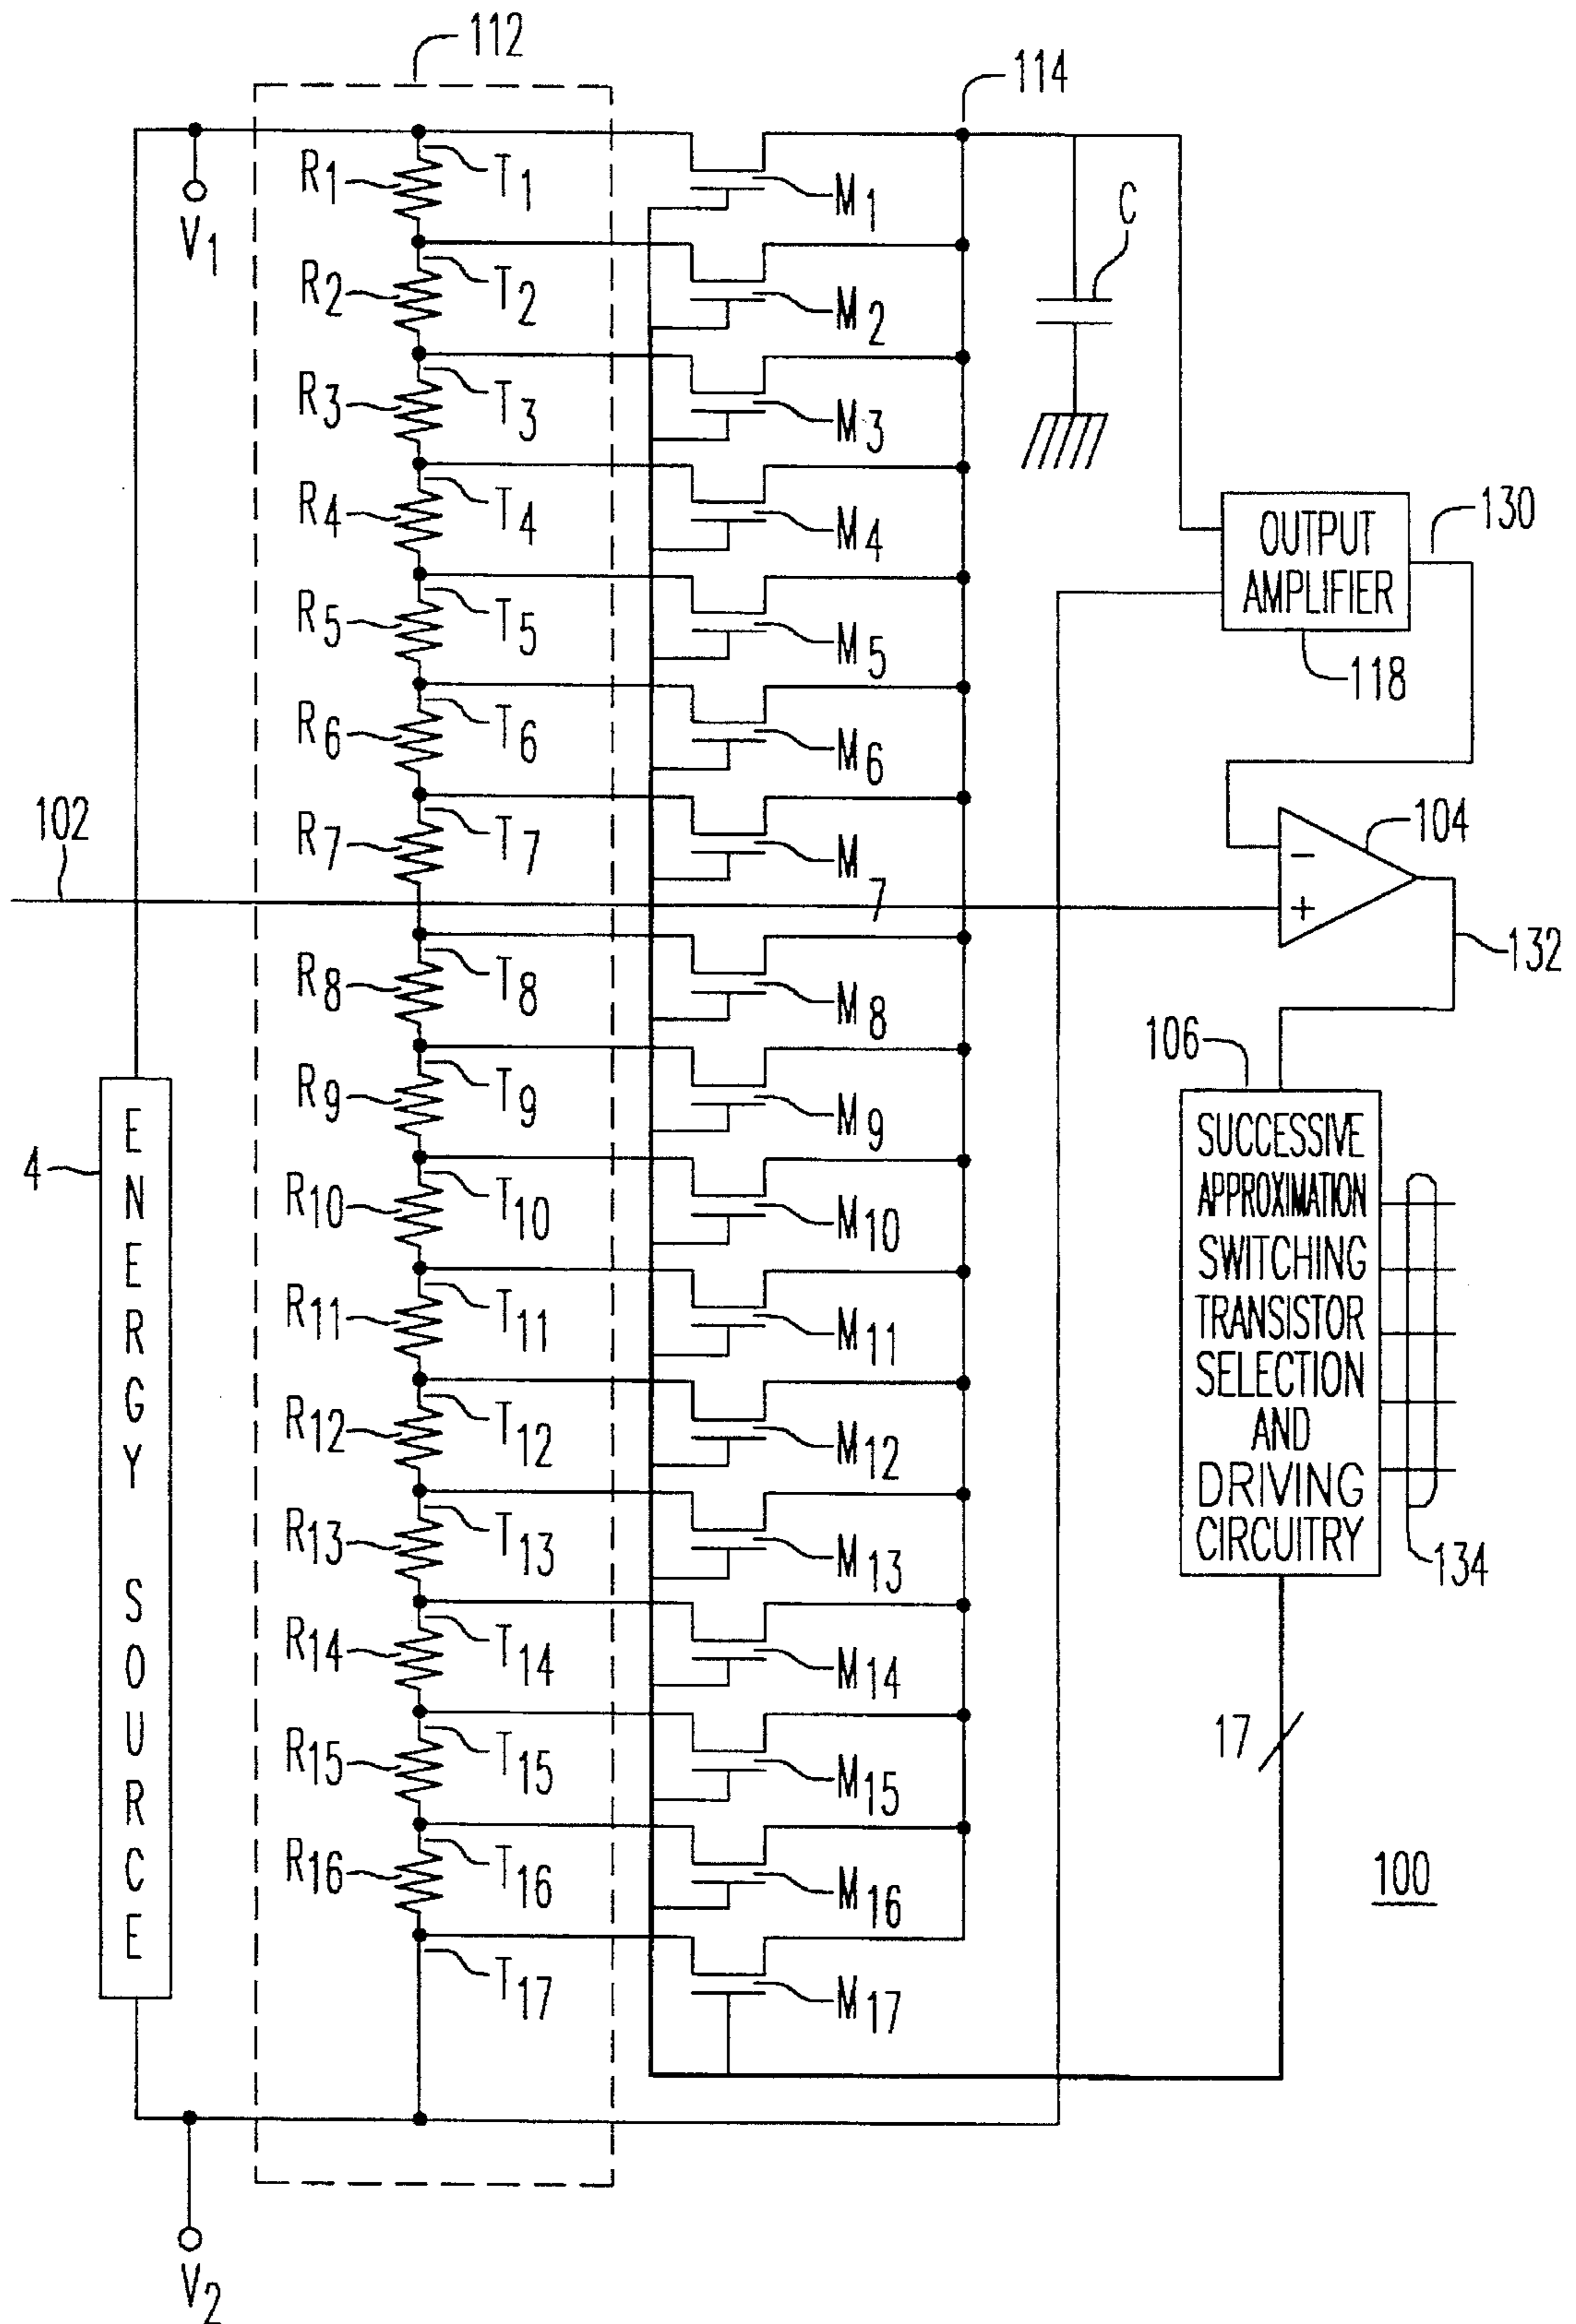 112
114
R1
T1
M1
V1
C
R2
T2
M2
R3
T3
M3
R4
T4
M4
130
OUTPUT
AMPLIFIER
118
R5
T5
M5
R6
T6
M6
102
R7
T7
M7
104
−
+
132
R8
T8
M8
106
R9
T9
M9
4
ENERGY SOURCE
SUCCESSIVE
APPROXIMATION
SWITCHING
TRANSISTOR
SELECTION
AND
DRIVING
CIRCUITRY
134
R10
T10
M10
R11
T11
M11
R12
T12
M12
R13
T13
M13
R14
T14
M14
R15
T15
M15
17
R16
T16
M16
100
T17
M17
V2